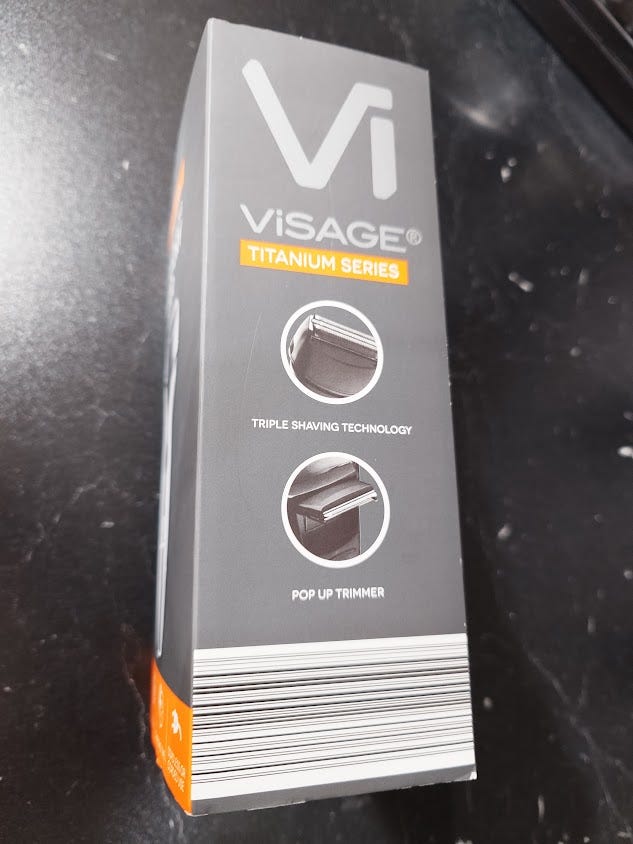 Vi
ViSAGE®
TITANIUM SERIES
TRIPLE SHAVING TECHNOLOGY
POP UP TRIMMER